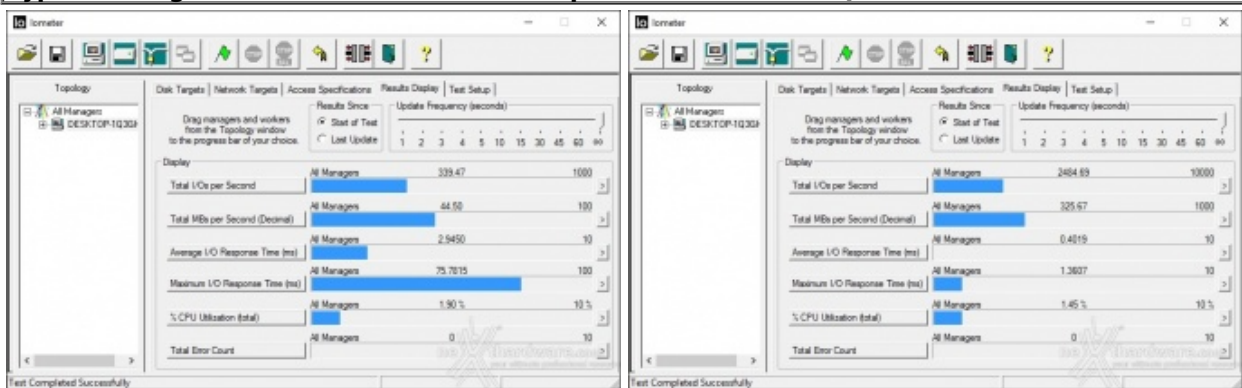 Iometer
Topology
All Managers
DESKTOP-1Q3GH
Disk Targets | Network Targets | Access Specifications | Results Display | Test Setup
Drag managers and workers
from the Topology window
to the progress bar of your choice.
Results Since
Start of Test
Last Update
Update Frequency (seconds)
1 2 3 4 5 10 15 30 45 60 ∞
Display
All Managers 339.47 1000
Total I/Os per Second
All Managers 44.50 100
Total MBs per Second (Decimal)
All Managers 2.9450 10
Average I/O Response Time (ms)
All Managers 75.7815 100
Maximum I/O Response Time (ms)
All Managers 1.90 % 10 %
% CPU Utilization (total)
All Managers 0 10
Total Error Count
Test Completed Successfully
Iometer
Topology
All Managers
DESKTOP-1Q3GH
Disk Targets | Network Targets | Access Specifications | Results Display | Test Setup
Drag managers and workers
from the Topology window
to the progress bar of your choice.
Results Since
Start of Test
Last Update
Update Frequency (seconds)
1 2 3 4 5 10 15 30 45 60 ∞
Display
All Managers 2484.69 10000
Total I/Os per Second
All Managers 325.67 1000
Total MBs per Second (Decimal)
All Managers 0.4019 10
Average I/O Response Time (ms)
All Managers 1.3607 10
Maximum I/O Response Time (ms)
All Managers 1.45 % 10 %
% CPU Utilization (total)
All Managers 0 10
Total Error Count
Test Completed Successfully